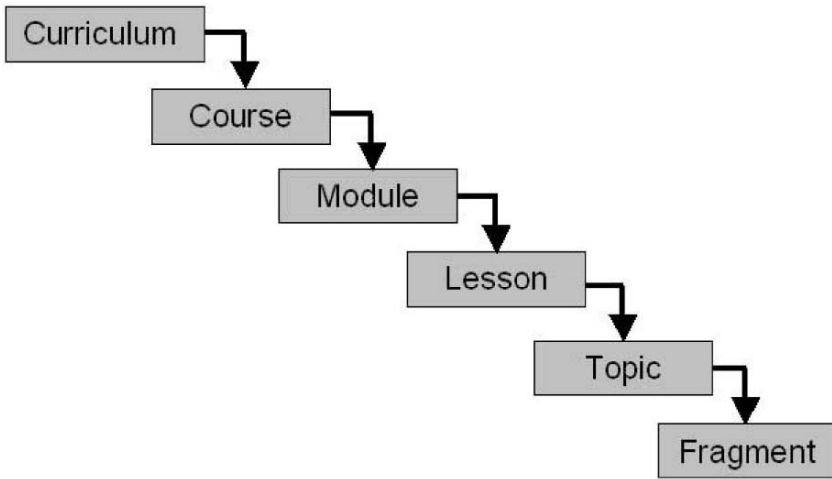 Curriculum
Course
Module
Lesson
Topic
Fragment